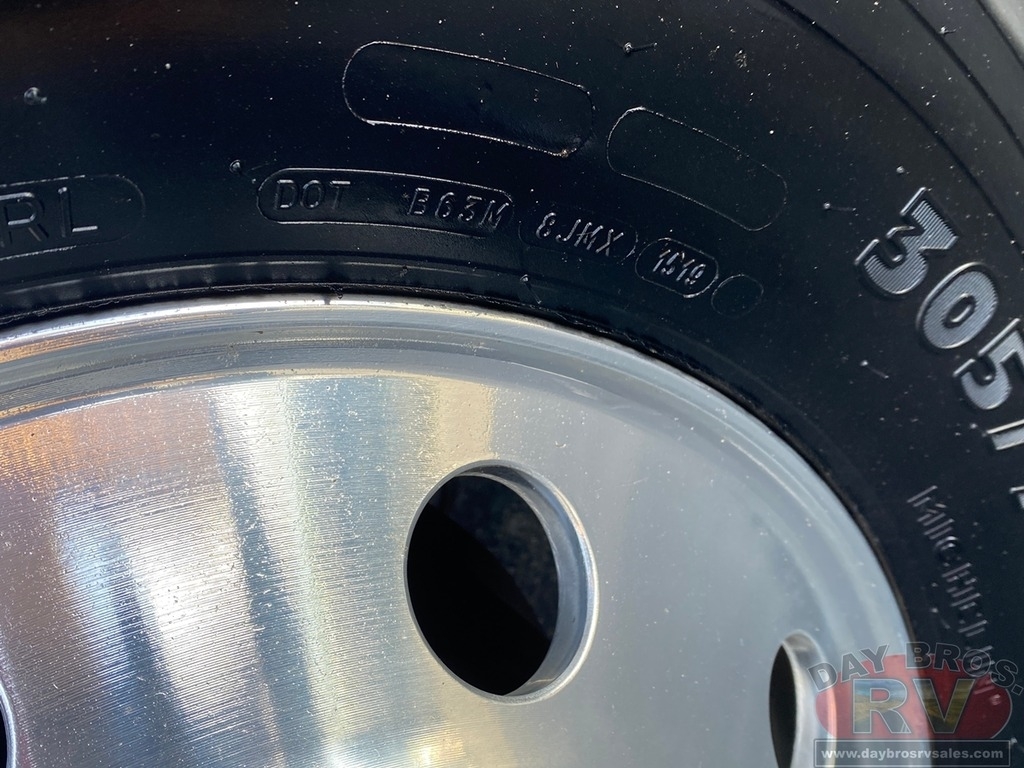 RL
DOT B63M 8JMX 1919
305/
DAY BROS.
RV
www.daybrosrvsales.com